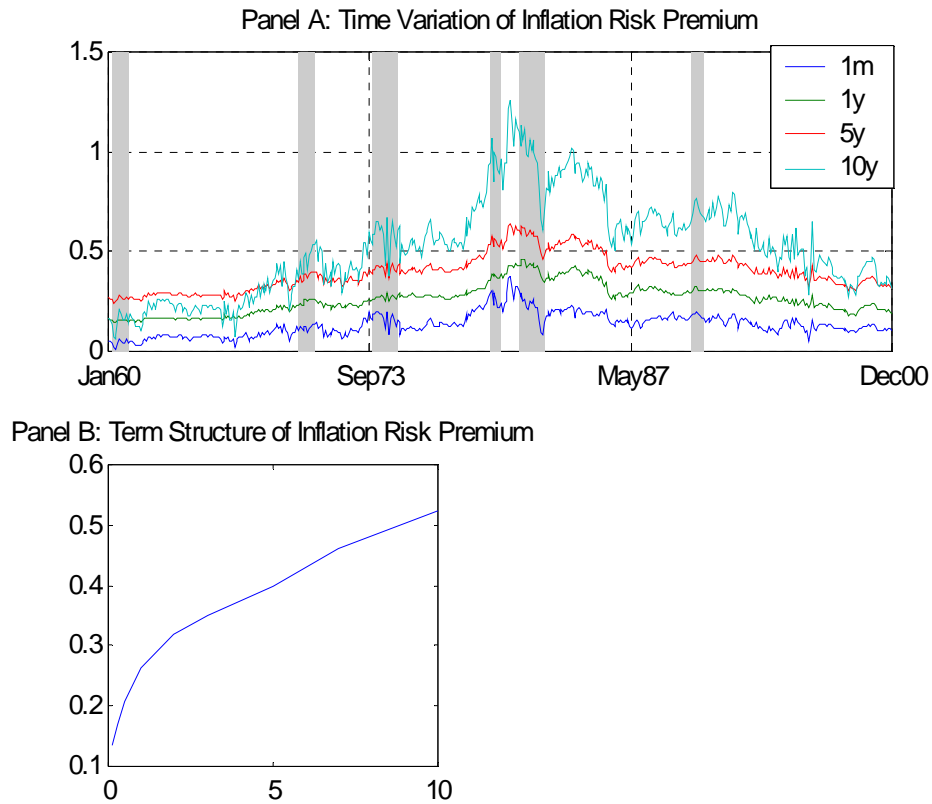 Panel A: Time Variation of Inflation Risk Premium
1.5
1
0.5
0
Jan60
Sep73
May87
Dec00
1m
1y
5y
10y
Panel B: Term Structure of Inflation Risk Premium
0.6
0.5
0.4
0.3
0.2
0.1
0
5
10